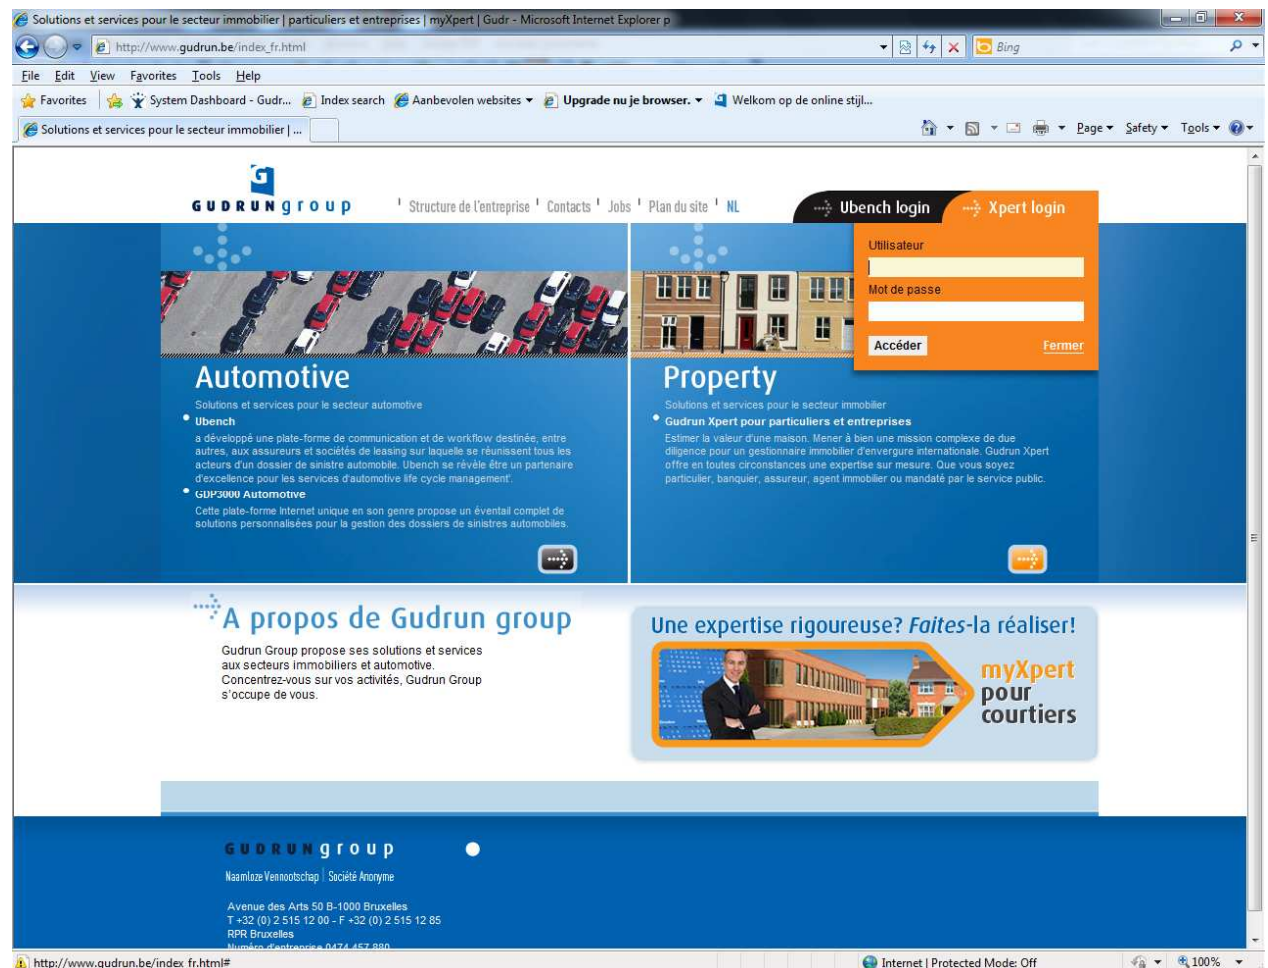 Solutions et services pour le secteur immobilier | particuliers et entreprises | myXpert | Gudr - Microsoft Internet Explorer p
http://www.gudrun.be/index_fr.html
Bing
File Edit View Favorites Tools Help
Favorites System Dashboard - Gudr... Index search Aanbevolen websites Upgrade nu je browser. Welkom op de online stijl...
Solutions et services pour le secteur immobilier | ...
Page Safety Tools
GUDRUN group
Structure de l'entreprise Contacts Jobs Plan du site NL
Ubench login Xpert login
Utilisateur
Mot de passe
Accéder Fermer
Automotive
Solutions et services pour le secteur automotive
Ubench
a développé une plate-forme de communication et de workflow destinée, entre
autres, aux assureurs et sociétés de leasing sur laquelle se réunissent tous les
acteurs d'un dossier de sinistre automobile. Ubench se révèle être un partenaire
d'excellence pour les services d'automotive life cycle management'.
GDP3000 Automotive
Cette plate-forme Internet unique en son genre propose un éventail complet de
solutions personnalisées pour la gestion des dossiers de sinistres automobiles.
Property
Solutions et services pour le secteur immobilier
Gudrun Xpert pour particuliers et entreprises
Estimer la valeur d'une maison. Mener à bien une mission complexe de due
diligence pour un gestionnaire immobilier d'envergure internationale. Gudrun Xpert
offre en toutes circonstances une expertise sur mesure. Que vous soyez
particulier, banquier, assureur, agent immobilier ou mandaté par le service public.
A propos de Gudrun group
Gudrun Group propose ses solutions et services
aux secteurs immobiliers et automotive.
Concentrez-vous sur vos activités, Gudrun Group
s'occupe de vous.
Une expertise rigoureuse? Faites-la réaliser!
myXpert
pour
courtiers
GUDRUN group
Naamloze Vennootschap | Société Anonyme
Avenue des Arts 50 B-1000 Bruxelles
T +32 (0) 2 515 12 00 - F +32 (0) 2 515 12 85
RPR Bruxelles
Numéro d'entreprise 0474.457.880
http://www.gudrun.be/index_fr.html#
Internet | Protected Mode: Off
100%